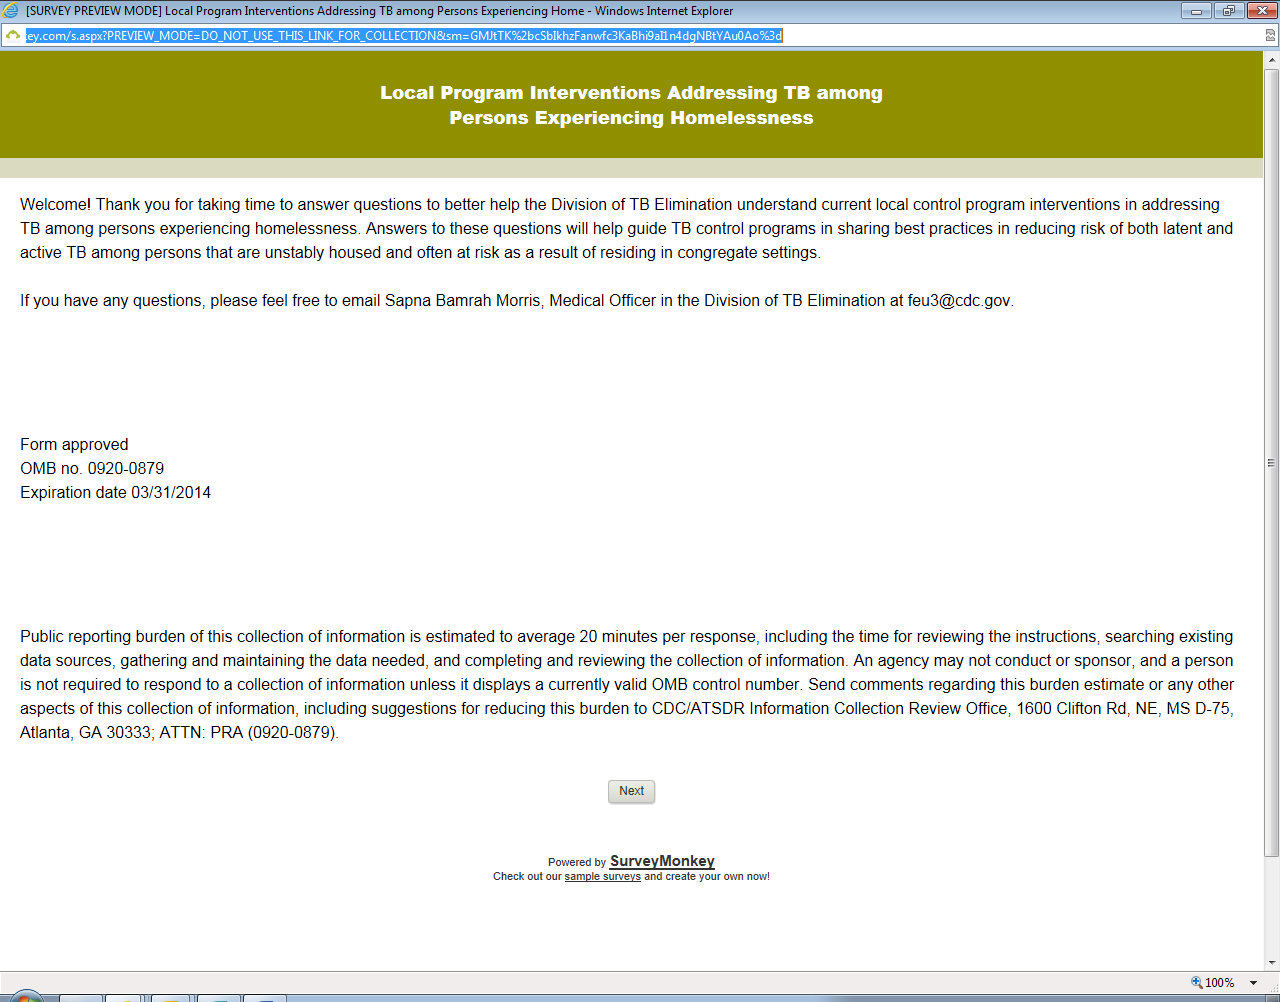 [SURVEY PREVIEW MODE] Local Program Interventions Addressing TB among Persons Experiencing Home - Windows Internet Explorer
ey.com/s.aspx?PREVIEW_MODE=DO_NOT_USE_THIS_LINK_FOR_COLLECTION&sm=GMJtTK%2bcSbIkhzFanwfc3KaBhi9aI1n4dgNBtYAu0Ao%3d
Local Program Interventions Addressing TB among
Persons Experiencing Homelessness
Welcome! Thank you for taking time to answer questions to better help the Division of TB Elimination understand current local control program interventions in addressing
TB among persons experiencing homelessness. Answers to these questions will help guide TB control programs in sharing best practices in reducing risk of both latent and
active TB among persons that are unstably housed and often at risk as a result of residing in congregate settings.
If you have any questions, please feel free to email Sapna Bamrah Morris, Medical Officer in the Division of TB Elimination at feu3@cdc.gov.
Form approved
OMB no. 0920-0879
Expiration date 03/31/2014
Public reporting burden of this collection of information is estimated to average 20 minutes per response, including the time for reviewing the instructions, searching existing
data sources, gathering and maintaining the data needed, and completing and reviewing the collection of information. An agency may not conduct or sponsor, and a person
is not required to respond to a collection of information unless it displays a currently valid OMB control number. Send comments regarding this burden estimate or any other
aspects of this collection of information, including suggestions for reducing this burden to CDC/ATSDR Information Collection Review Office, 1600 Clifton Rd, NE, MS D-75,
Atlanta, GA 30333; ATTN: PRA (0920-0879).
Next
Powered by SurveyMonkey
Check out our sample surveys and create your own now!
100%